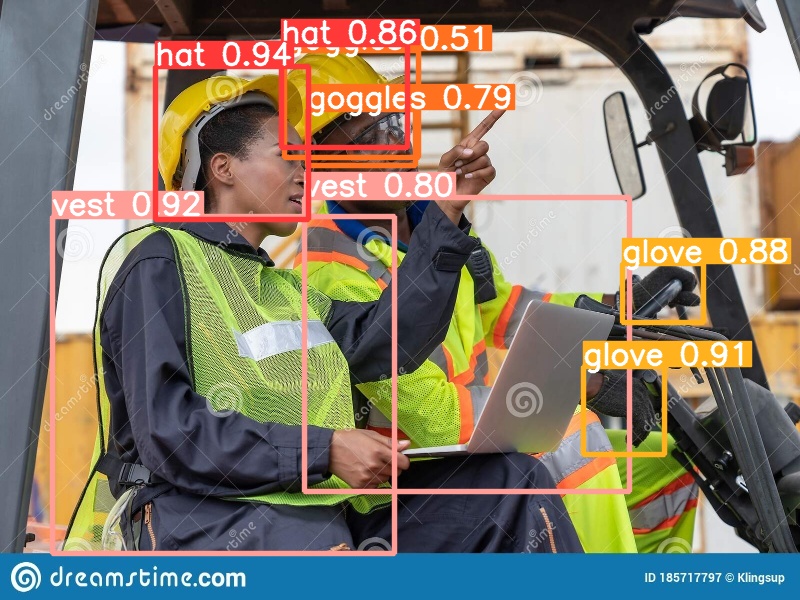 hat 0.86
goggles 0.51
hat 0.94
goggles 0.79
vest 0.80
vest 0.92
glove 0.88
glove 0.91
dreamstime.com
ID 185717797 © Klingsup